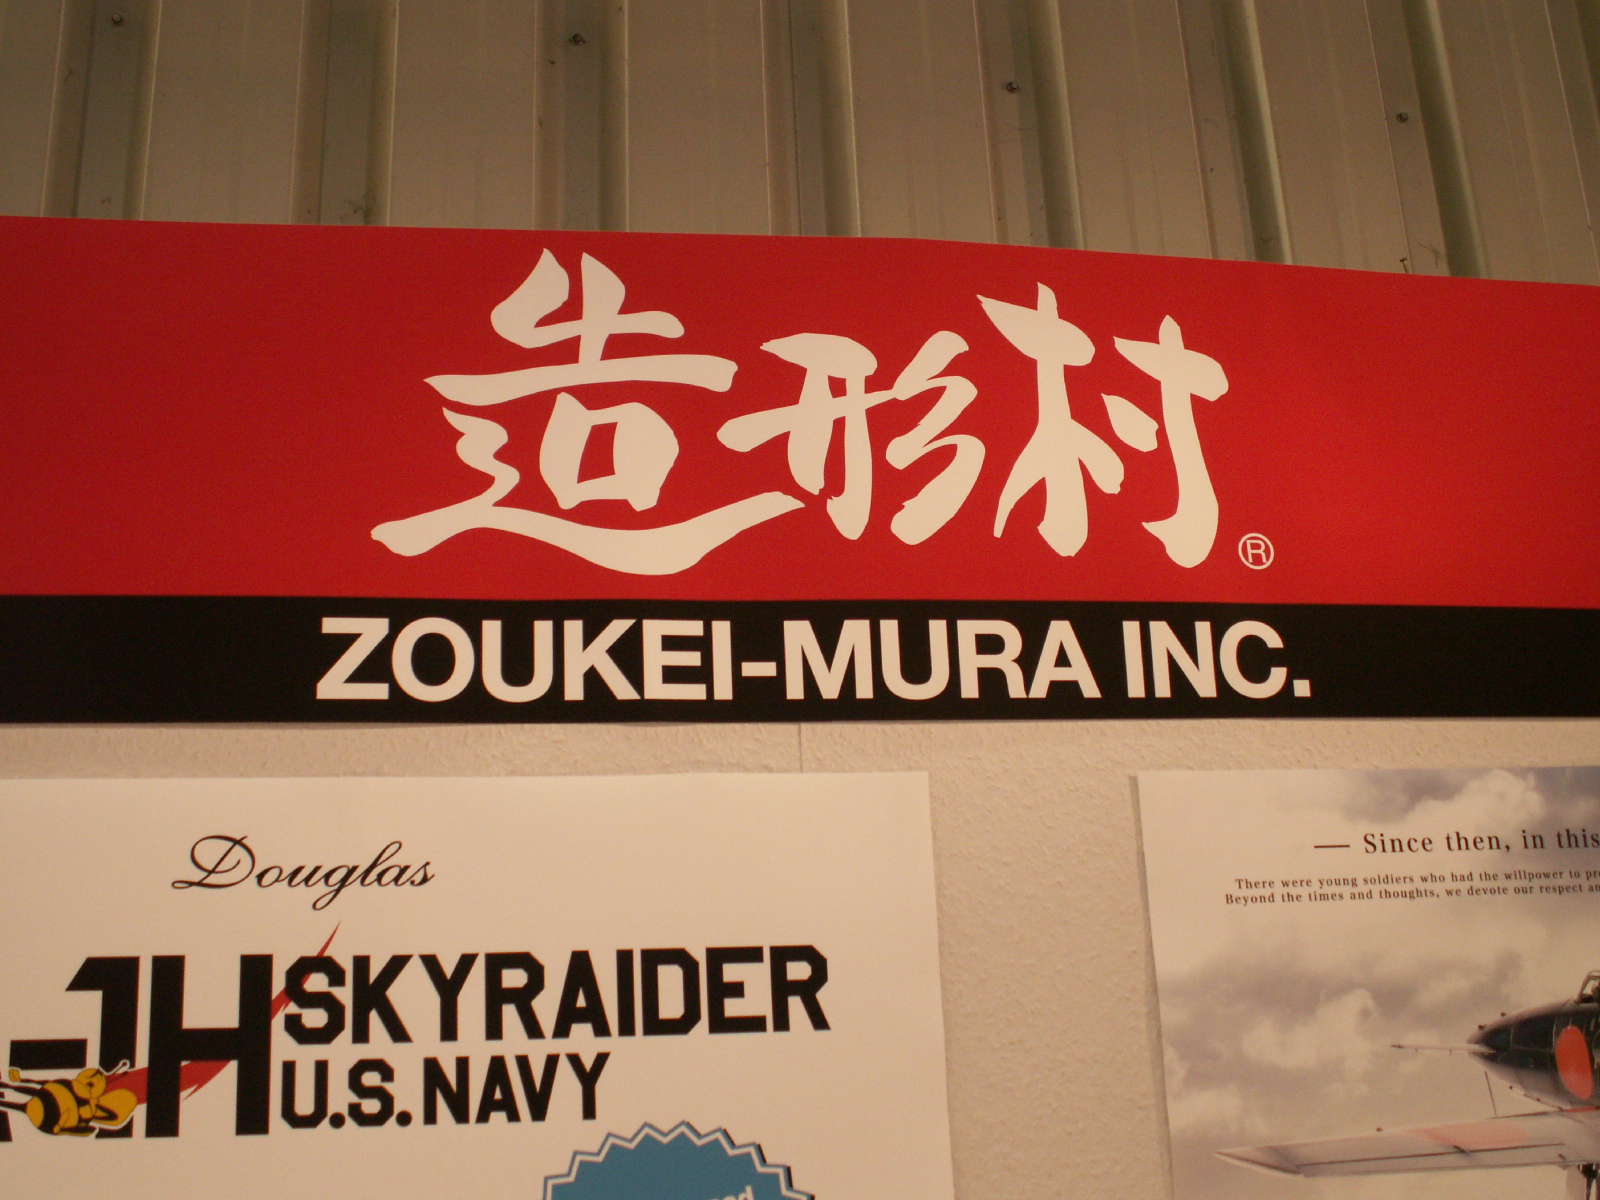 造形村®
ZOUKEI-MURA INC.
Douglas
-1H SKYRAIDER
U.S. NAVY
— Since then, in this
There were young soldiers who had the willpower to
Beyond the times and thoughts, we devote our respect